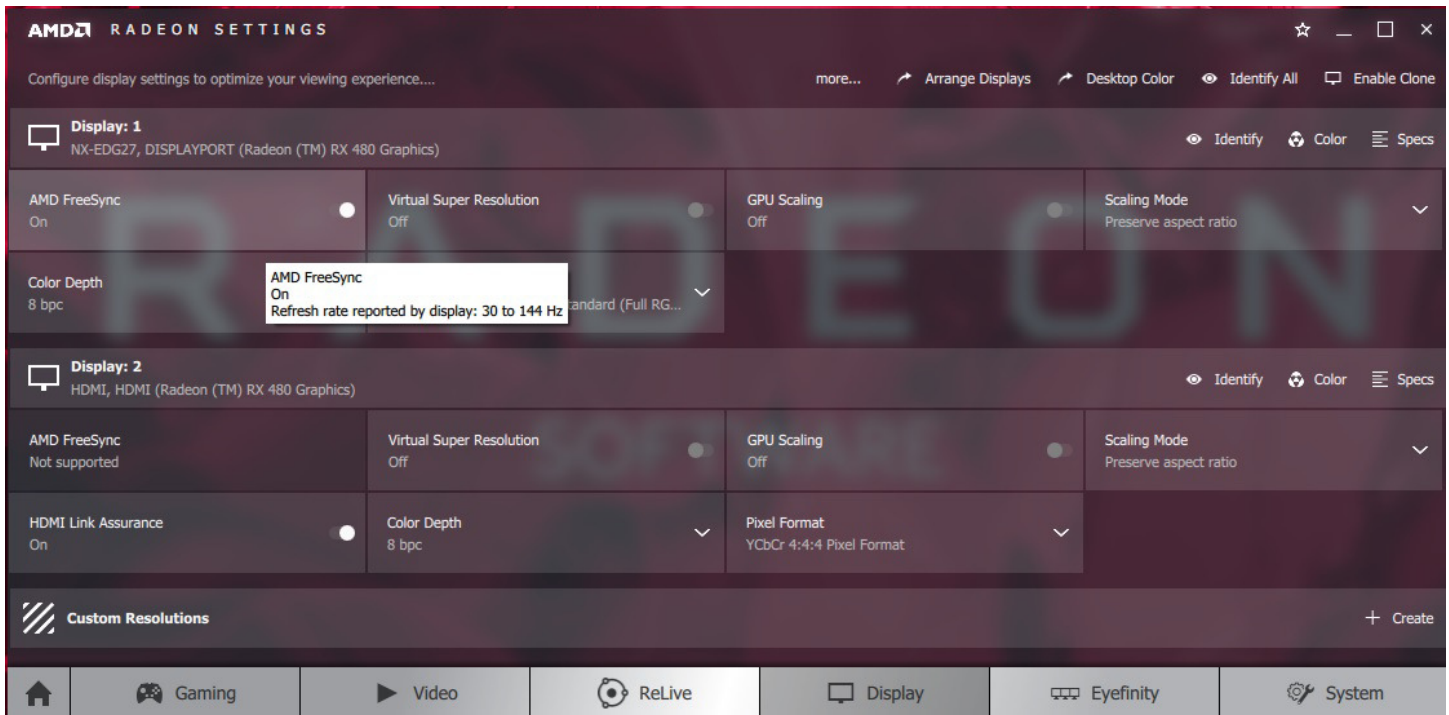 AMD RADEON SETTINGS
Configure display settings to optimize your viewing experience....
more... Arrange Displays Desktop Color Identify All Enable Clone
Display: 1
NX-EDG27, DISPLAYPORT (Radeon (TM) RX 480 Graphics)
Identify Color Specs
AMD FreeSync
On
Virtual Super Resolution
Off
GPU Scaling
Off
Scaling Mode
Preserve aspect ratio
Color Depth
8 bpc
AMD FreeSync
On
Refresh rate reported by display: 30 to 144 Hz
(Full RG...
Display: 2
HDMI, HDMI (Radeon (TM) RX 480 Graphics)
Identify Color Specs
AMD FreeSync
Not supported
Virtual Super Resolution
Off
GPU Scaling
Off
Scaling Mode
Preserve aspect ratio
HDMI Link Assurance
On
Color Depth
8 bpc
Pixel Format
YCbCr 4:4:4 Pixel Format
Custom Resolutions
Create
RADEON
SOFTWARE
Gaming Video ReLive Display Eyefinity System